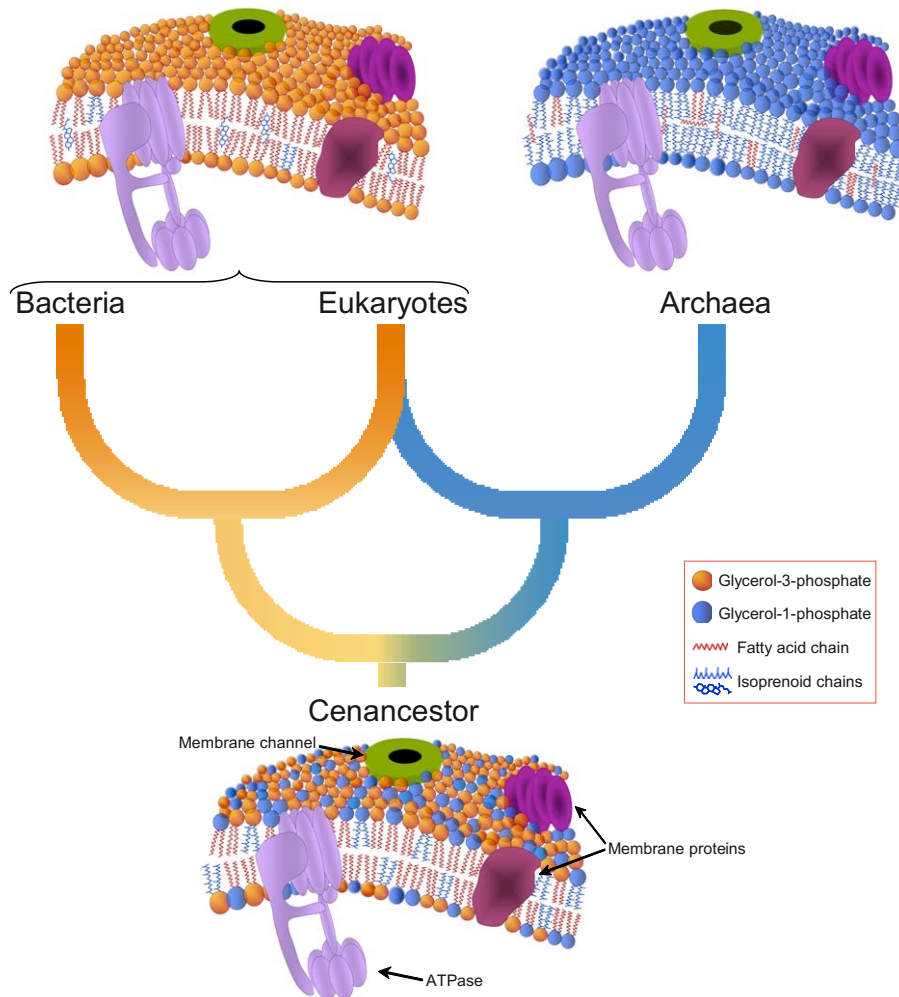 Bacteria
Eukaryotes
Archaea
Glycerol-3-phosphate
Glycerol-1-phosphate
Fatty acid chain
Isoprenoid chains
Cenancestor
Membrane channel
Membrane proteins
ATPase